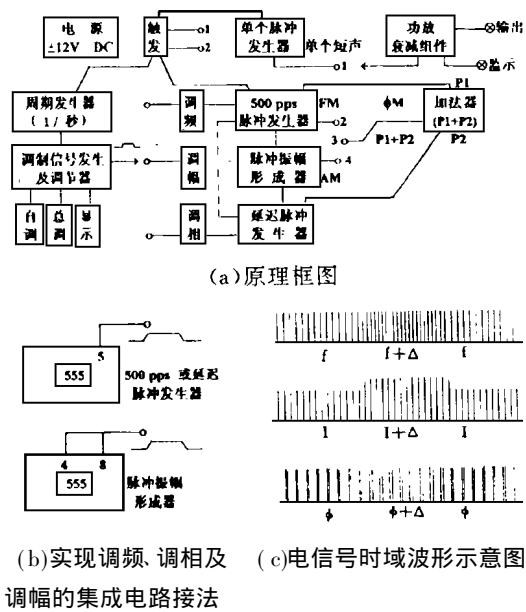 电 源
±12V DC
触
发
1
2
单个脉冲
发生器
单个短声
1
功放
衰减组件
输出
监示
周期发生器
(1/秒)
调
频
500 pps
脉冲发生器
FM
2
ΦM
3
P1+P2
P1
加法器
(P1+P2)
P2
调制信号发生
及调节器
调
幅
脉冲振幅
形成器
4
AM
自
调
总
调
显
示
调
相
延迟脉冲
发生器
(a)原理框图
5
555
500 pps 或延迟
脉冲发生器
4 8
555
脉冲振幅
形成器
f f+Δ f
I I+Δ I
Φ Φ+Δ Φ
(b)实现调频、调相及
调幅的集成电路接法
(c)电信号时域波形示意图